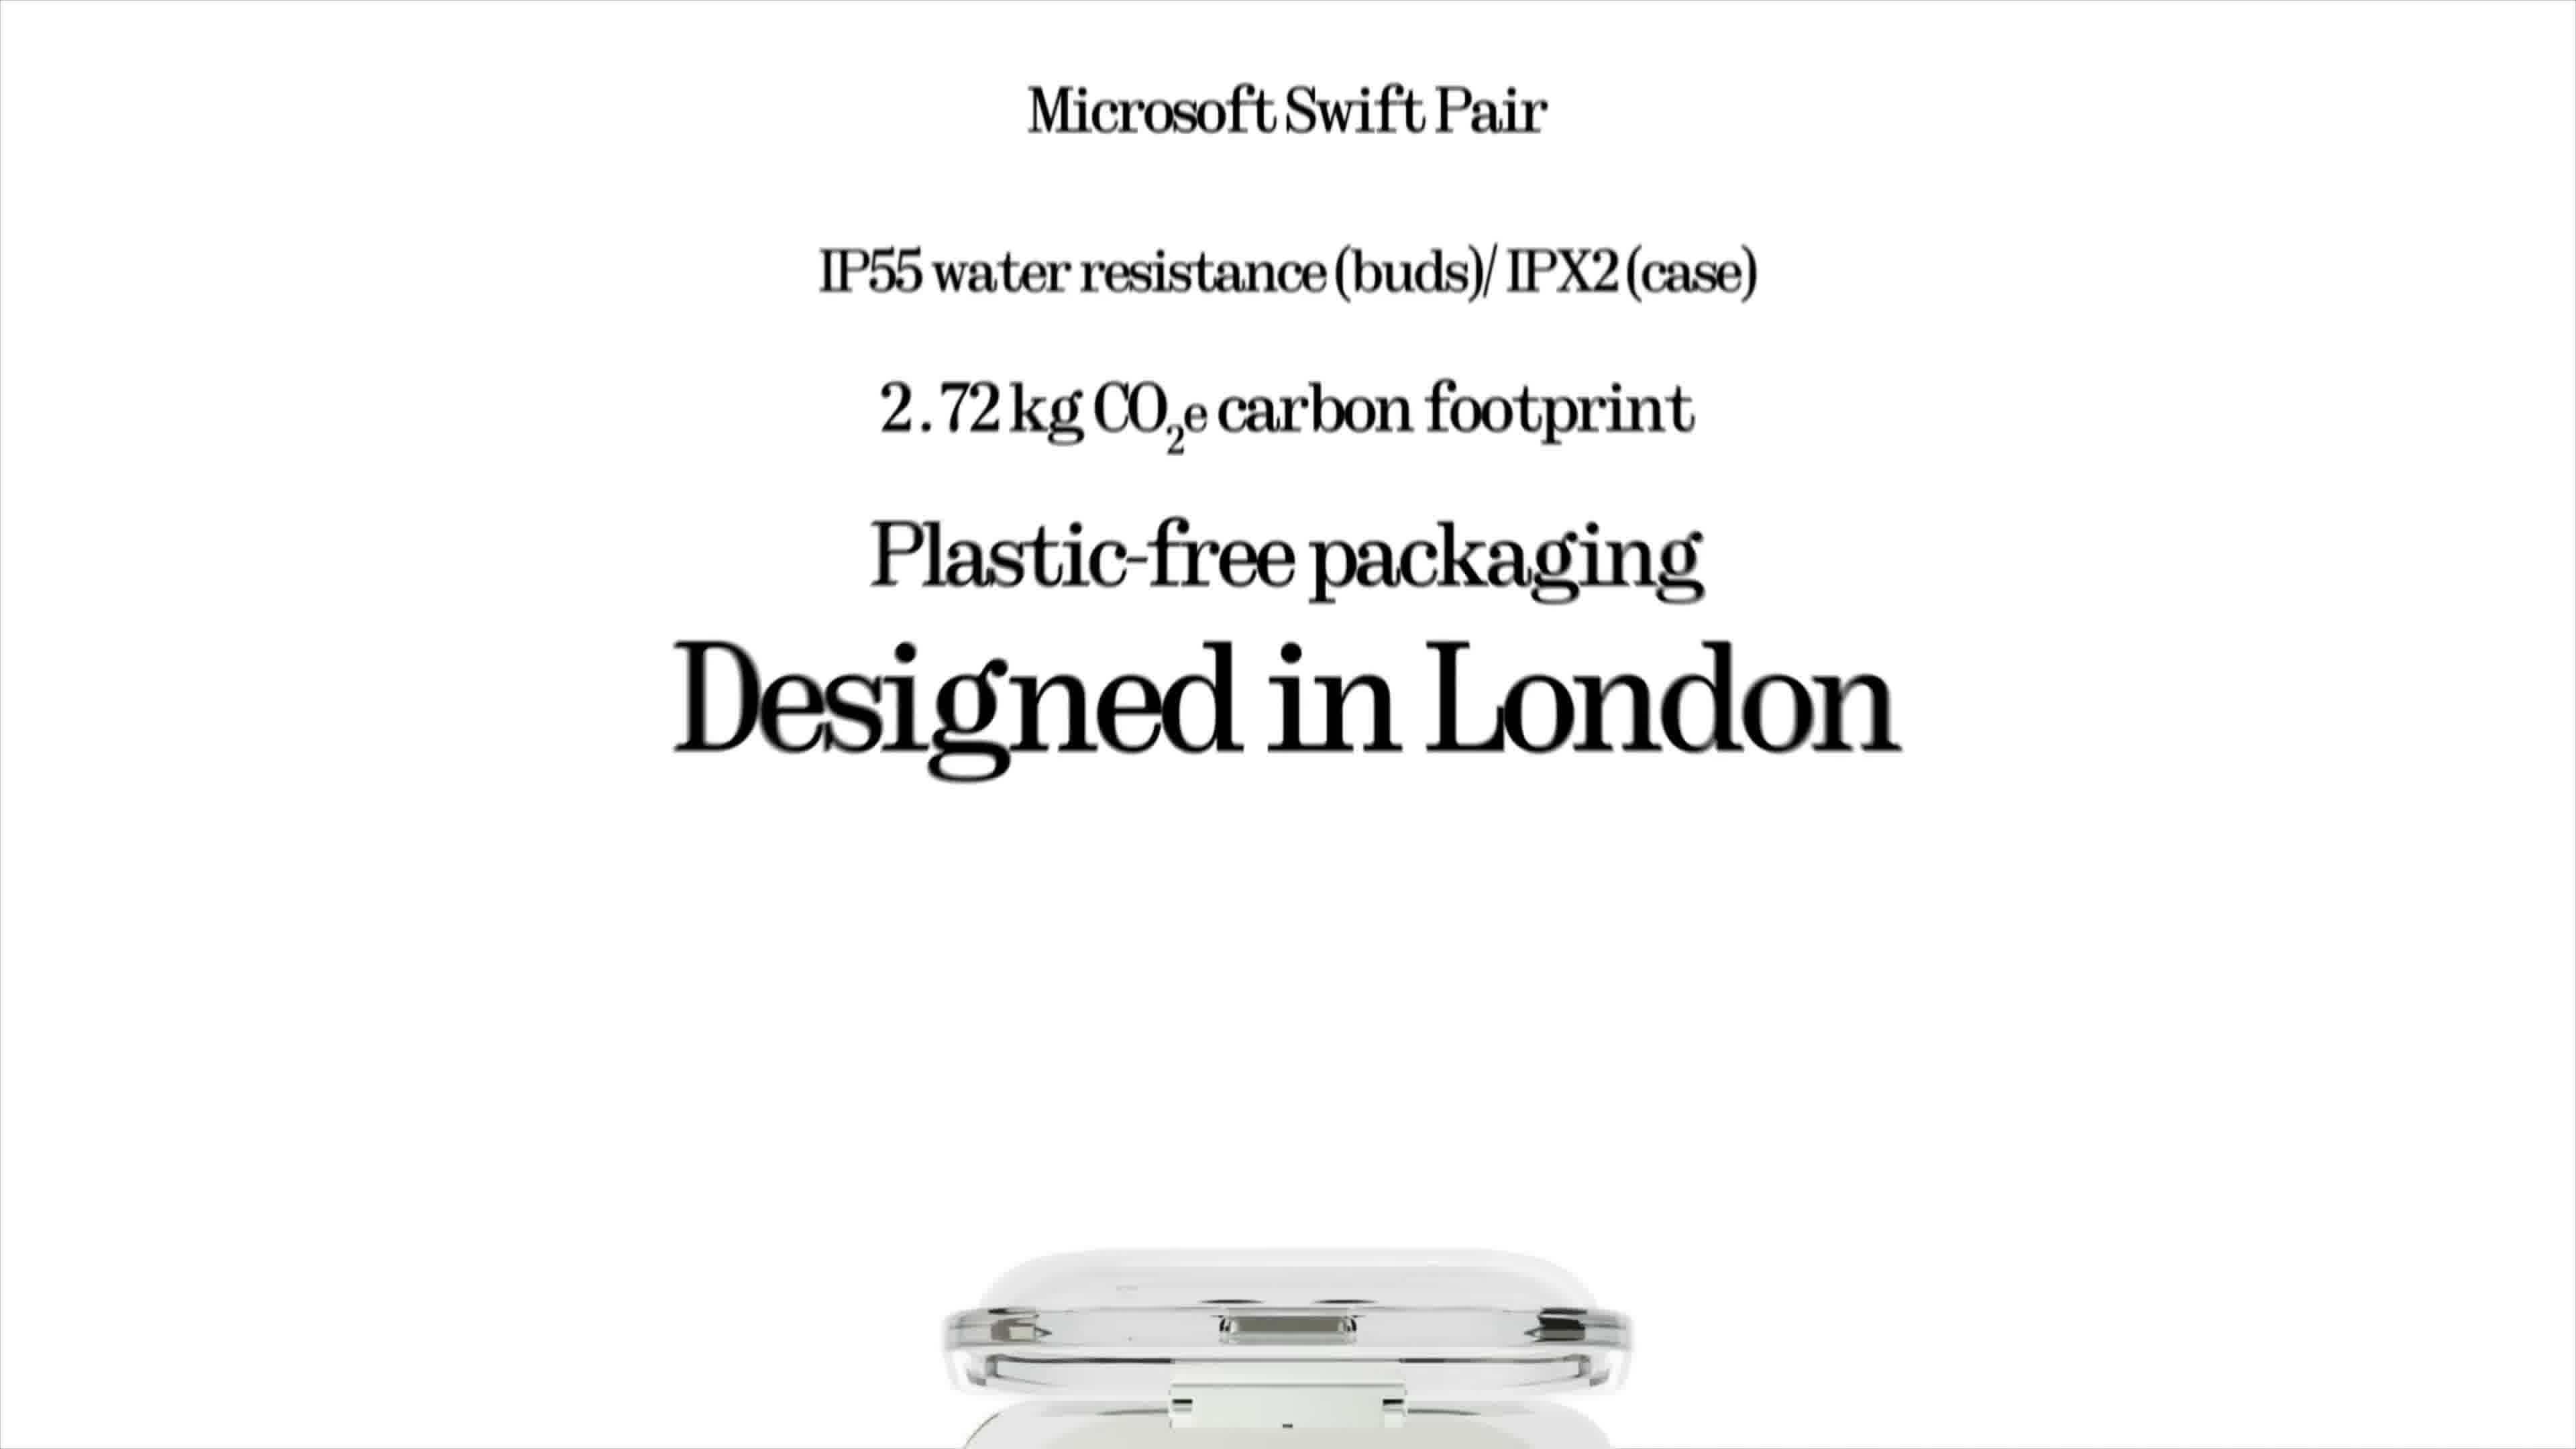 Microsoft Swift Pair
IP55 water resistance (buds)/ IPX2 (case)
2.72 kg CO₂e carbon footprint
Plastic-free packaging
Designed in London